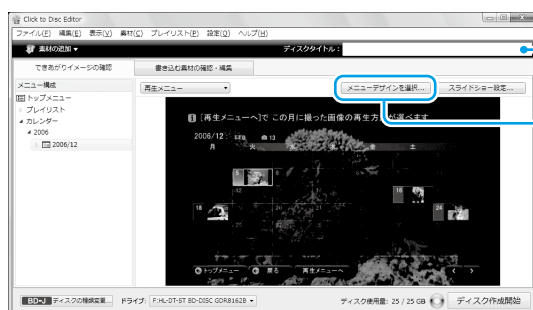 Click to Disc Editor
ファイル(F) 編集(E) 表示(V) 素材(C) プレイリスト(P) 設定(O) ヘルプ(H)
素材の追加 ▼ ディスクタイトル：
できあがりイメージの確認 書き込む素材の確認・編集
メニュー構成 再生メニュー メニューデザインを選択... スライドショー設定...
トップメニュー
プレイリスト
カレンダー
2006
2006/12
[再生メニューへ]で この月に撮った画像の再生方 が選べます
2006/12: 13
月 火 金 土
5 6
12
16
18 19 20 21
24
トップメニュー 戻る 再生メニューへ
BD-J ディスクの種類変更... ドライブ: F:HL-DT-ST BD-DISC GDR8162B ディスク使用量: 25 / 25 GB ディスク作成開始